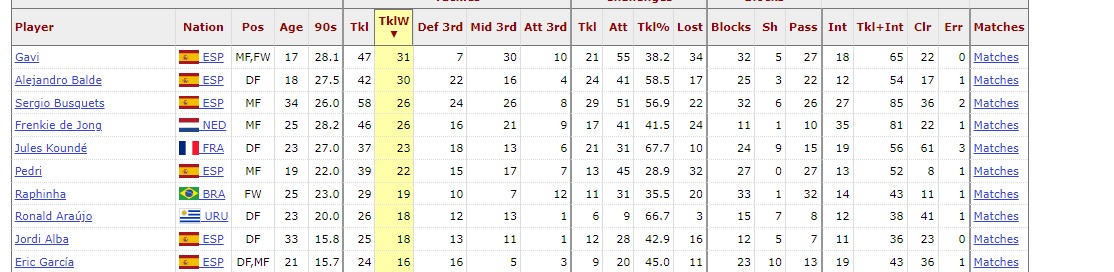 Player Nation Pos Age 90s Tkl TklW ▼ Def 3rd Mid 3rd Att 3rd Tkl Att Tkl% Lost Blocks Sh Pass Int Tkl+Int Clr Err Matches
Gavi ESP MF,FW 17 28.1 47 31 7 30 10 21 55 38.2 34 32 5 27 18 65 22 0 Matches
Alejandro Balde ESP DF 18 27.5 42 30 22 16 4 24 41 58.5 17 25 3 22 12 54 17 1 Matches
Sergio Busquets ESP MF 34 26.0 58 26 24 26 8 29 51 56.9 22 32 6 26 27 85 36 2 Matches
Frenkie de Jong NED MF 25 28.2 46 26 16 21 9 17 41 41.5 24 11 1 10 35 81 22 1 Matches
Jules Koundé FRA DF 23 27.0 37 23 18 13 6 21 31 67.7 10 24 9 15 19 56 61 3 Matches
Pedri ESP MF 19 22.0 39 22 15 17 7 13 45 28.9 32 27 0 27 13 52 8 1 Matches
Raphinha BRA FW 25 23.0 29 19 10 7 12 11 31 35.5 20 33 1 32 14 43 11 1 Matches
Ronald Araújo URU DF 23 20.0 26 18 12 13 1 6 9 66.7 3 15 7 8 12 38 41 1 Matches
Jordi Alba ESP DF 33 15.8 25 18 13 11 1 12 28 42.9 16 12 5 7 11 36 23 0 Matches
Eric García ESP DF,MF 21 15.7 24 16 16 5 3 9 20 45.0 11 23 10 13 19 43 36 1 Matches